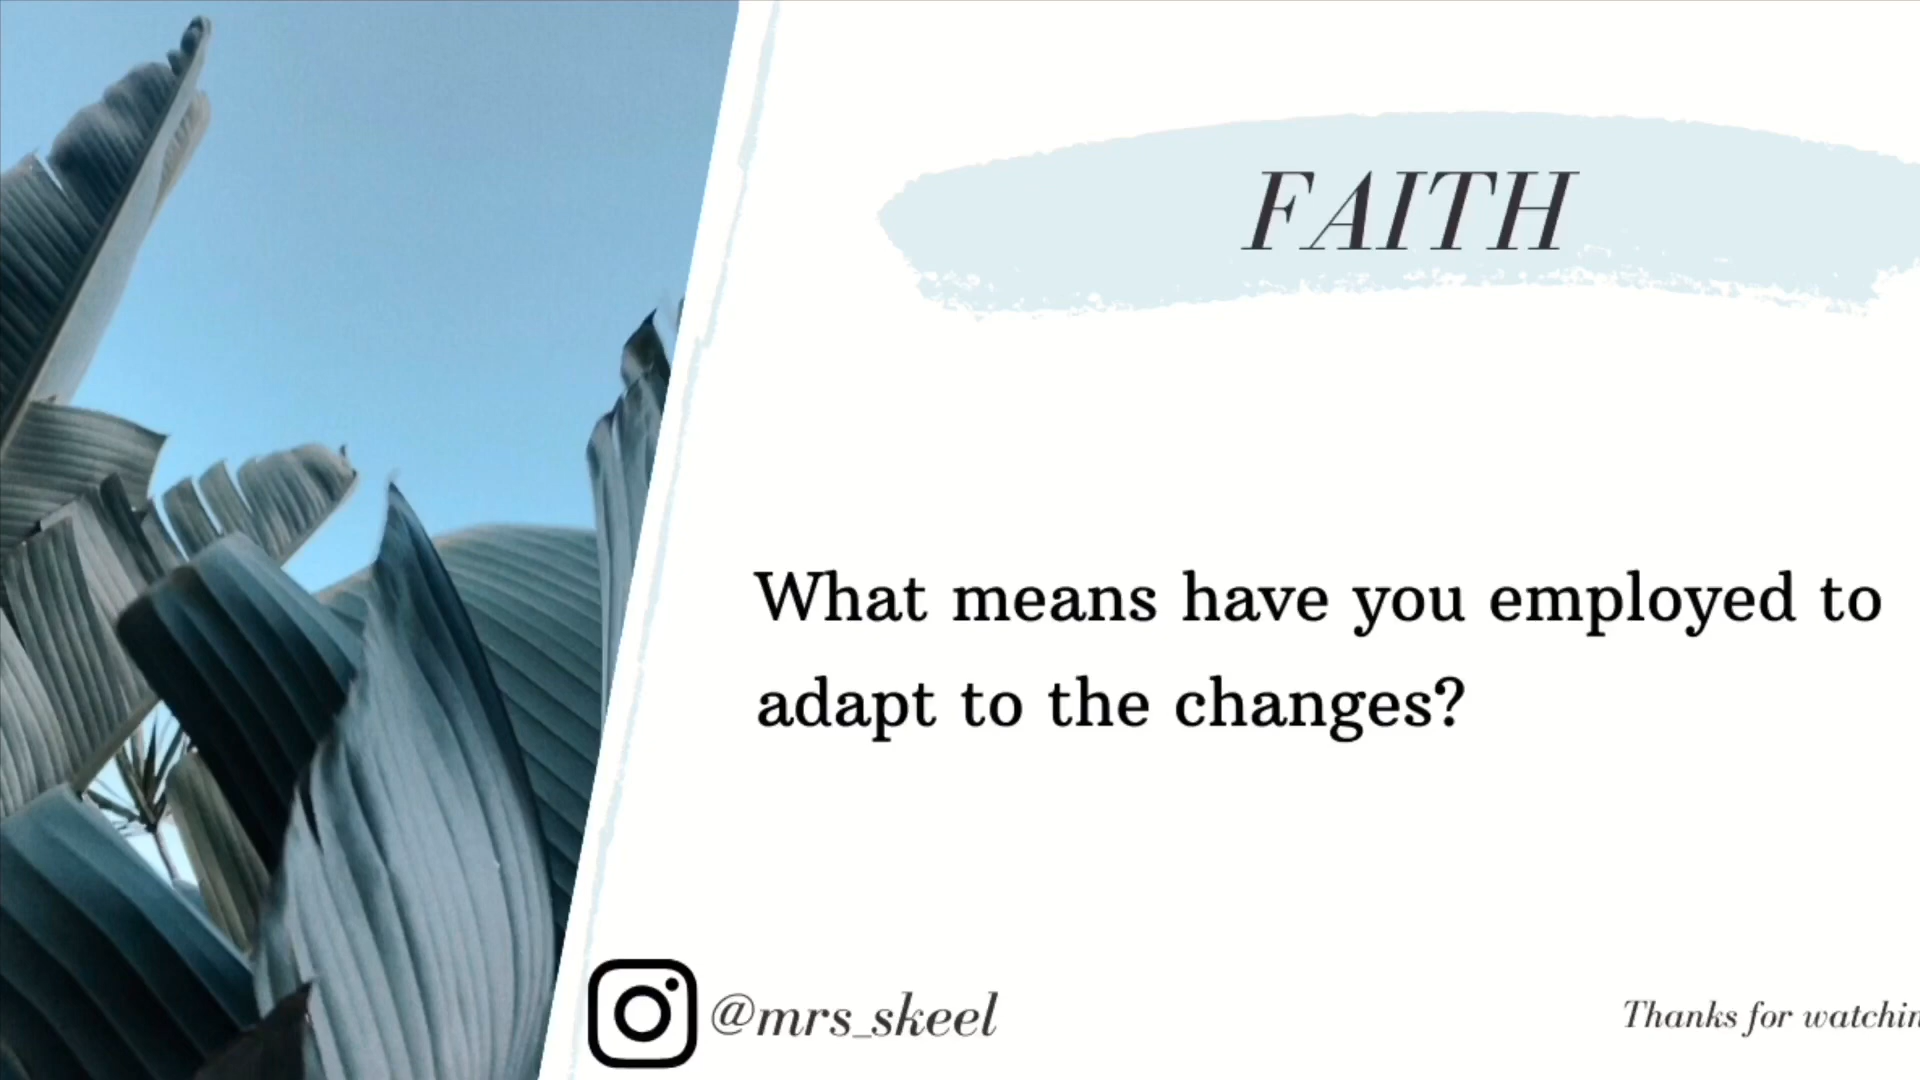 FAITH
What means have you employed to
adapt to the changes?
@mrs_skeel
Thanks for watchin